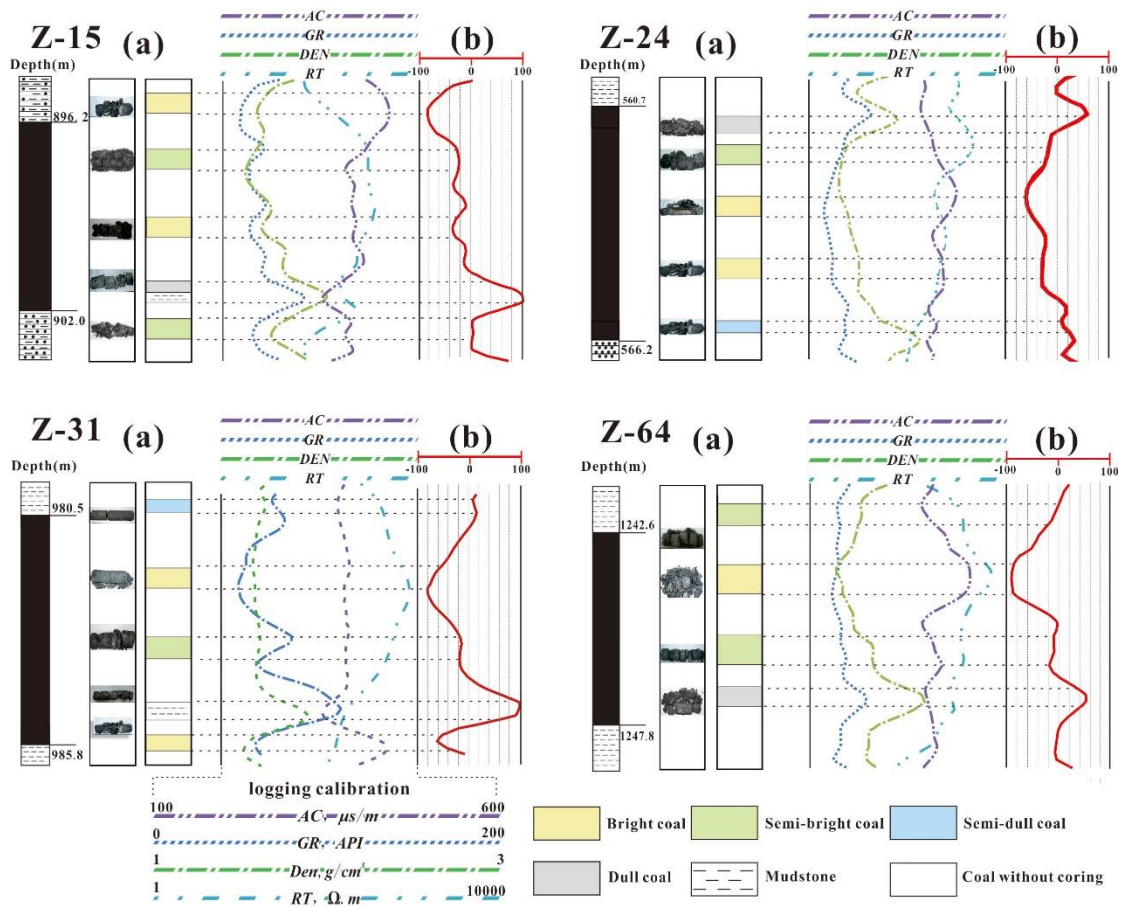 Z-15 (a)
AC
GR
DEN
RT
(b)
-100 0 100
Depth(m)
896.2
902.0
Z-24 (a)
AC
GR
DEN
RT
(b)
-100 0 100
Depth(m)
560.7
566.2
Z-31 (a)
AC
GR
DEN
RT
(b)
-100 0 100
Depth(m)
980.5
985.8
Z-64 (a)
AC
GR
DEN
RT
(b)
-100 0 100
Depth(m)
1242.6
1247.8
logging calibration
100 600
AC, μs/m
0 200
GR, API
1 3
Den, g/cm³
1 10000
RT, Ω.m
Bright coal
Semi-bright coal
Semi-dull coal
Dull coal
Mudstone
Coal without coring